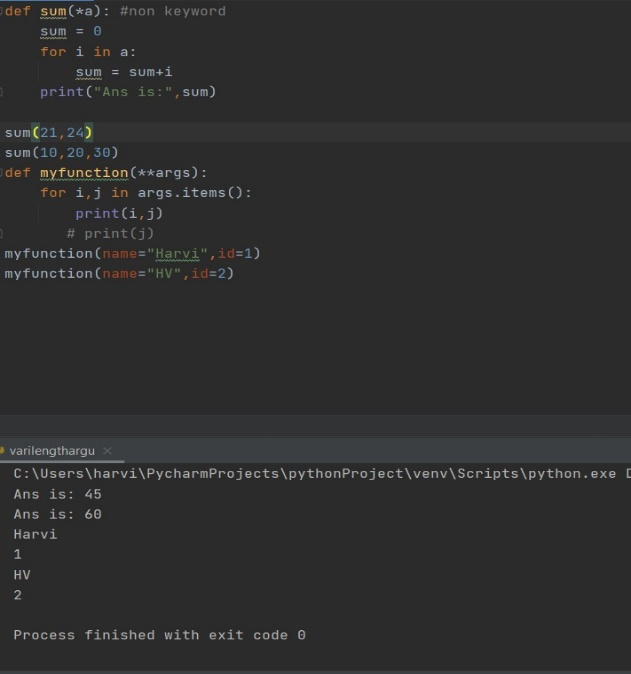 def sum(*a): #non keyword
    sum = 0
    for i in a:
        sum = sum+i
    print("Ans is:",sum)

sum(21,24)
sum(10,20,30)
def myfunction(**args):
    for i,j in args.items():
        print(i,j)
       # print(j)
myfunction(name="Harvi",id=1)
myfunction(name="HV",id=2)
varilengthargu
C:\Users\harvi\PycharmProjects\pythonProject\venv\Scripts\python.exe
Ans is: 45
Ans is: 60
Harvi
1
HV
2

Process finished with exit code 0